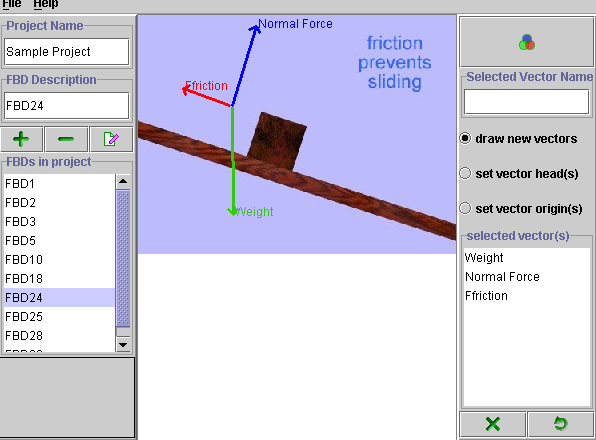 File Help
Project Name
Sample Project
FBD Description
FBD24
FBDs in project
FBD1
FBD2
FBD3
FBD5
FBD10
FBD18
FBD24
FBD25
FBD28
Normal Force
friction
prevents
sliding
Ffriction
Weight
Selected Vector Name
draw new vectors
set vector head(s)
set vector origin(s)
selected vector(s)
Weight
Normal Force
Ffriction